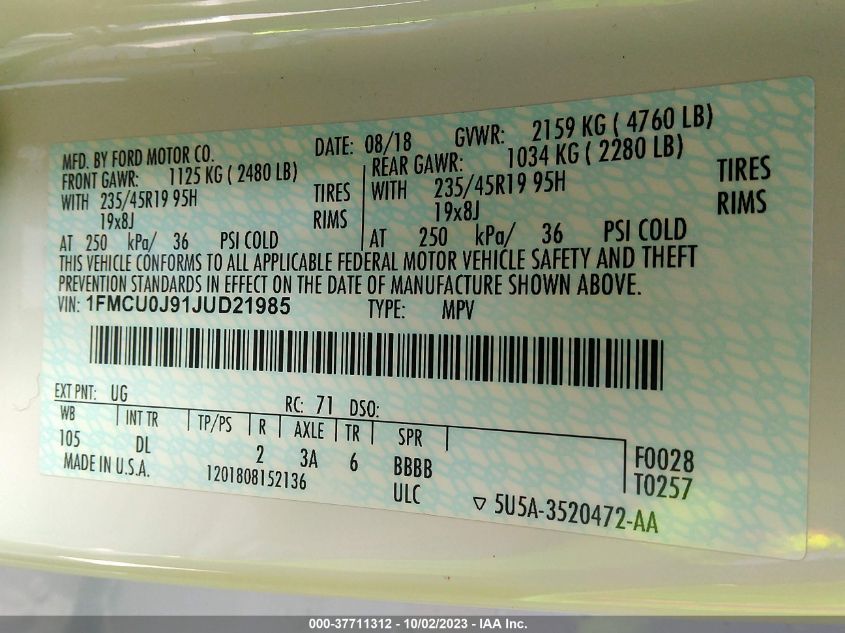 MFD. BY FORD MOTOR CO. DATE: 08/18 GVWR: 2159 KG ( 4760 LB)
FRONT GAWR: 1125 KG ( 2480 LB) REAR GAWR: 1034 KG ( 2280 LB)
WITH 235/45R19 95H TIRES WITH 235/45R19 95H TIRES
19x8J RIMS 19x8J RIMS
AT 250 kPa/ 36 PSI COLD AT 250 kPa/ 36 PSI COLD
THIS VEHICLE CONFORMS TO ALL APPLICABLE FEDERAL MOTOR VEHICLE SAFETY AND THEFT
PREVENTION STANDARDS IN EFFECT ON THE DATE OF MANUFACTURE SHOWN ABOVE.
VIN: 1FMCU0J91JUD21985 TYPE: MPV
EXT PNT: UG RC: 71 DSO:
WB INT TR TP/PS R AXLE TR SPR
105 DL 2 3A 6 BBBB F0028
MADE IN U.S.A. 1201808152136 ULC T0257
▽ 5U5A-3520472-AA
000-37711312 - 10/02/2023 - IAA Inc.